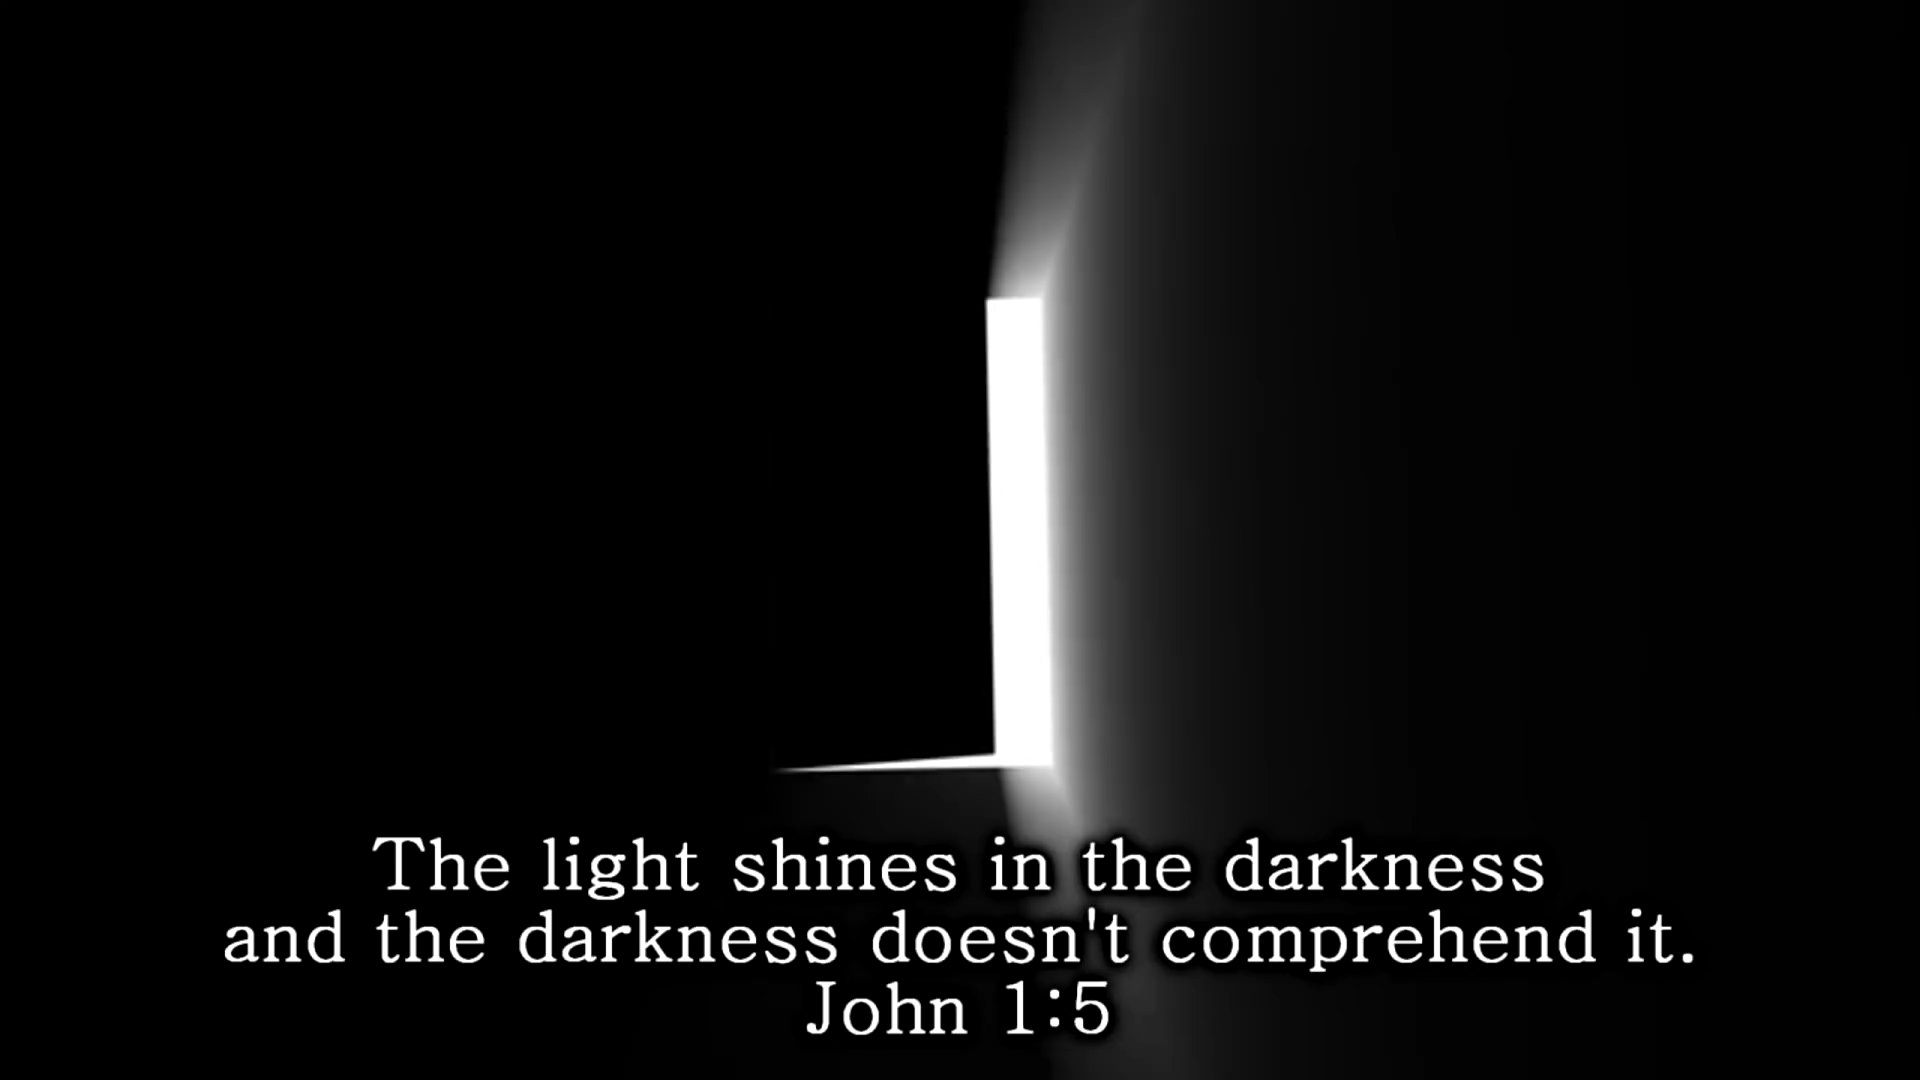 The light shines in the darkness
and the darkness doesn't comprehend it.
John 1:5